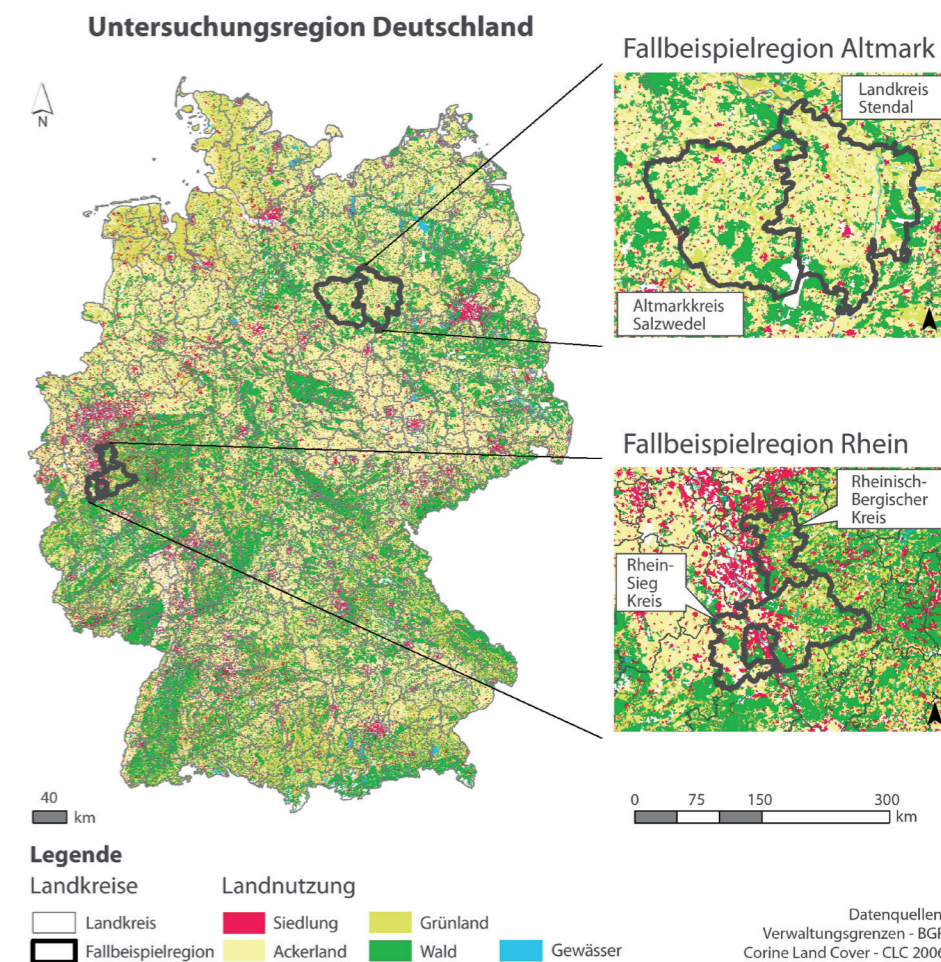 Untersuchungsregion Deutschland
Fallbeispielregion Altmark
N
Landkreis
Stendal
Altmarkkreis
Salzwedel
Fallbeispielregion Rhein
Rheinisch-
Bergischer
Kreis
Rhein-
Sieg
Kreis
40
km
0 75 150 300
km
Legende
Landkreise
Landnutzung
Landkreis
Siedlung
Grünland
Fallbeispielregion
Ackerland
Wald
Gewässer
Datenquellen
Verwaltungsgrenzen - BGF
Corine Land Cover - CLC 2006